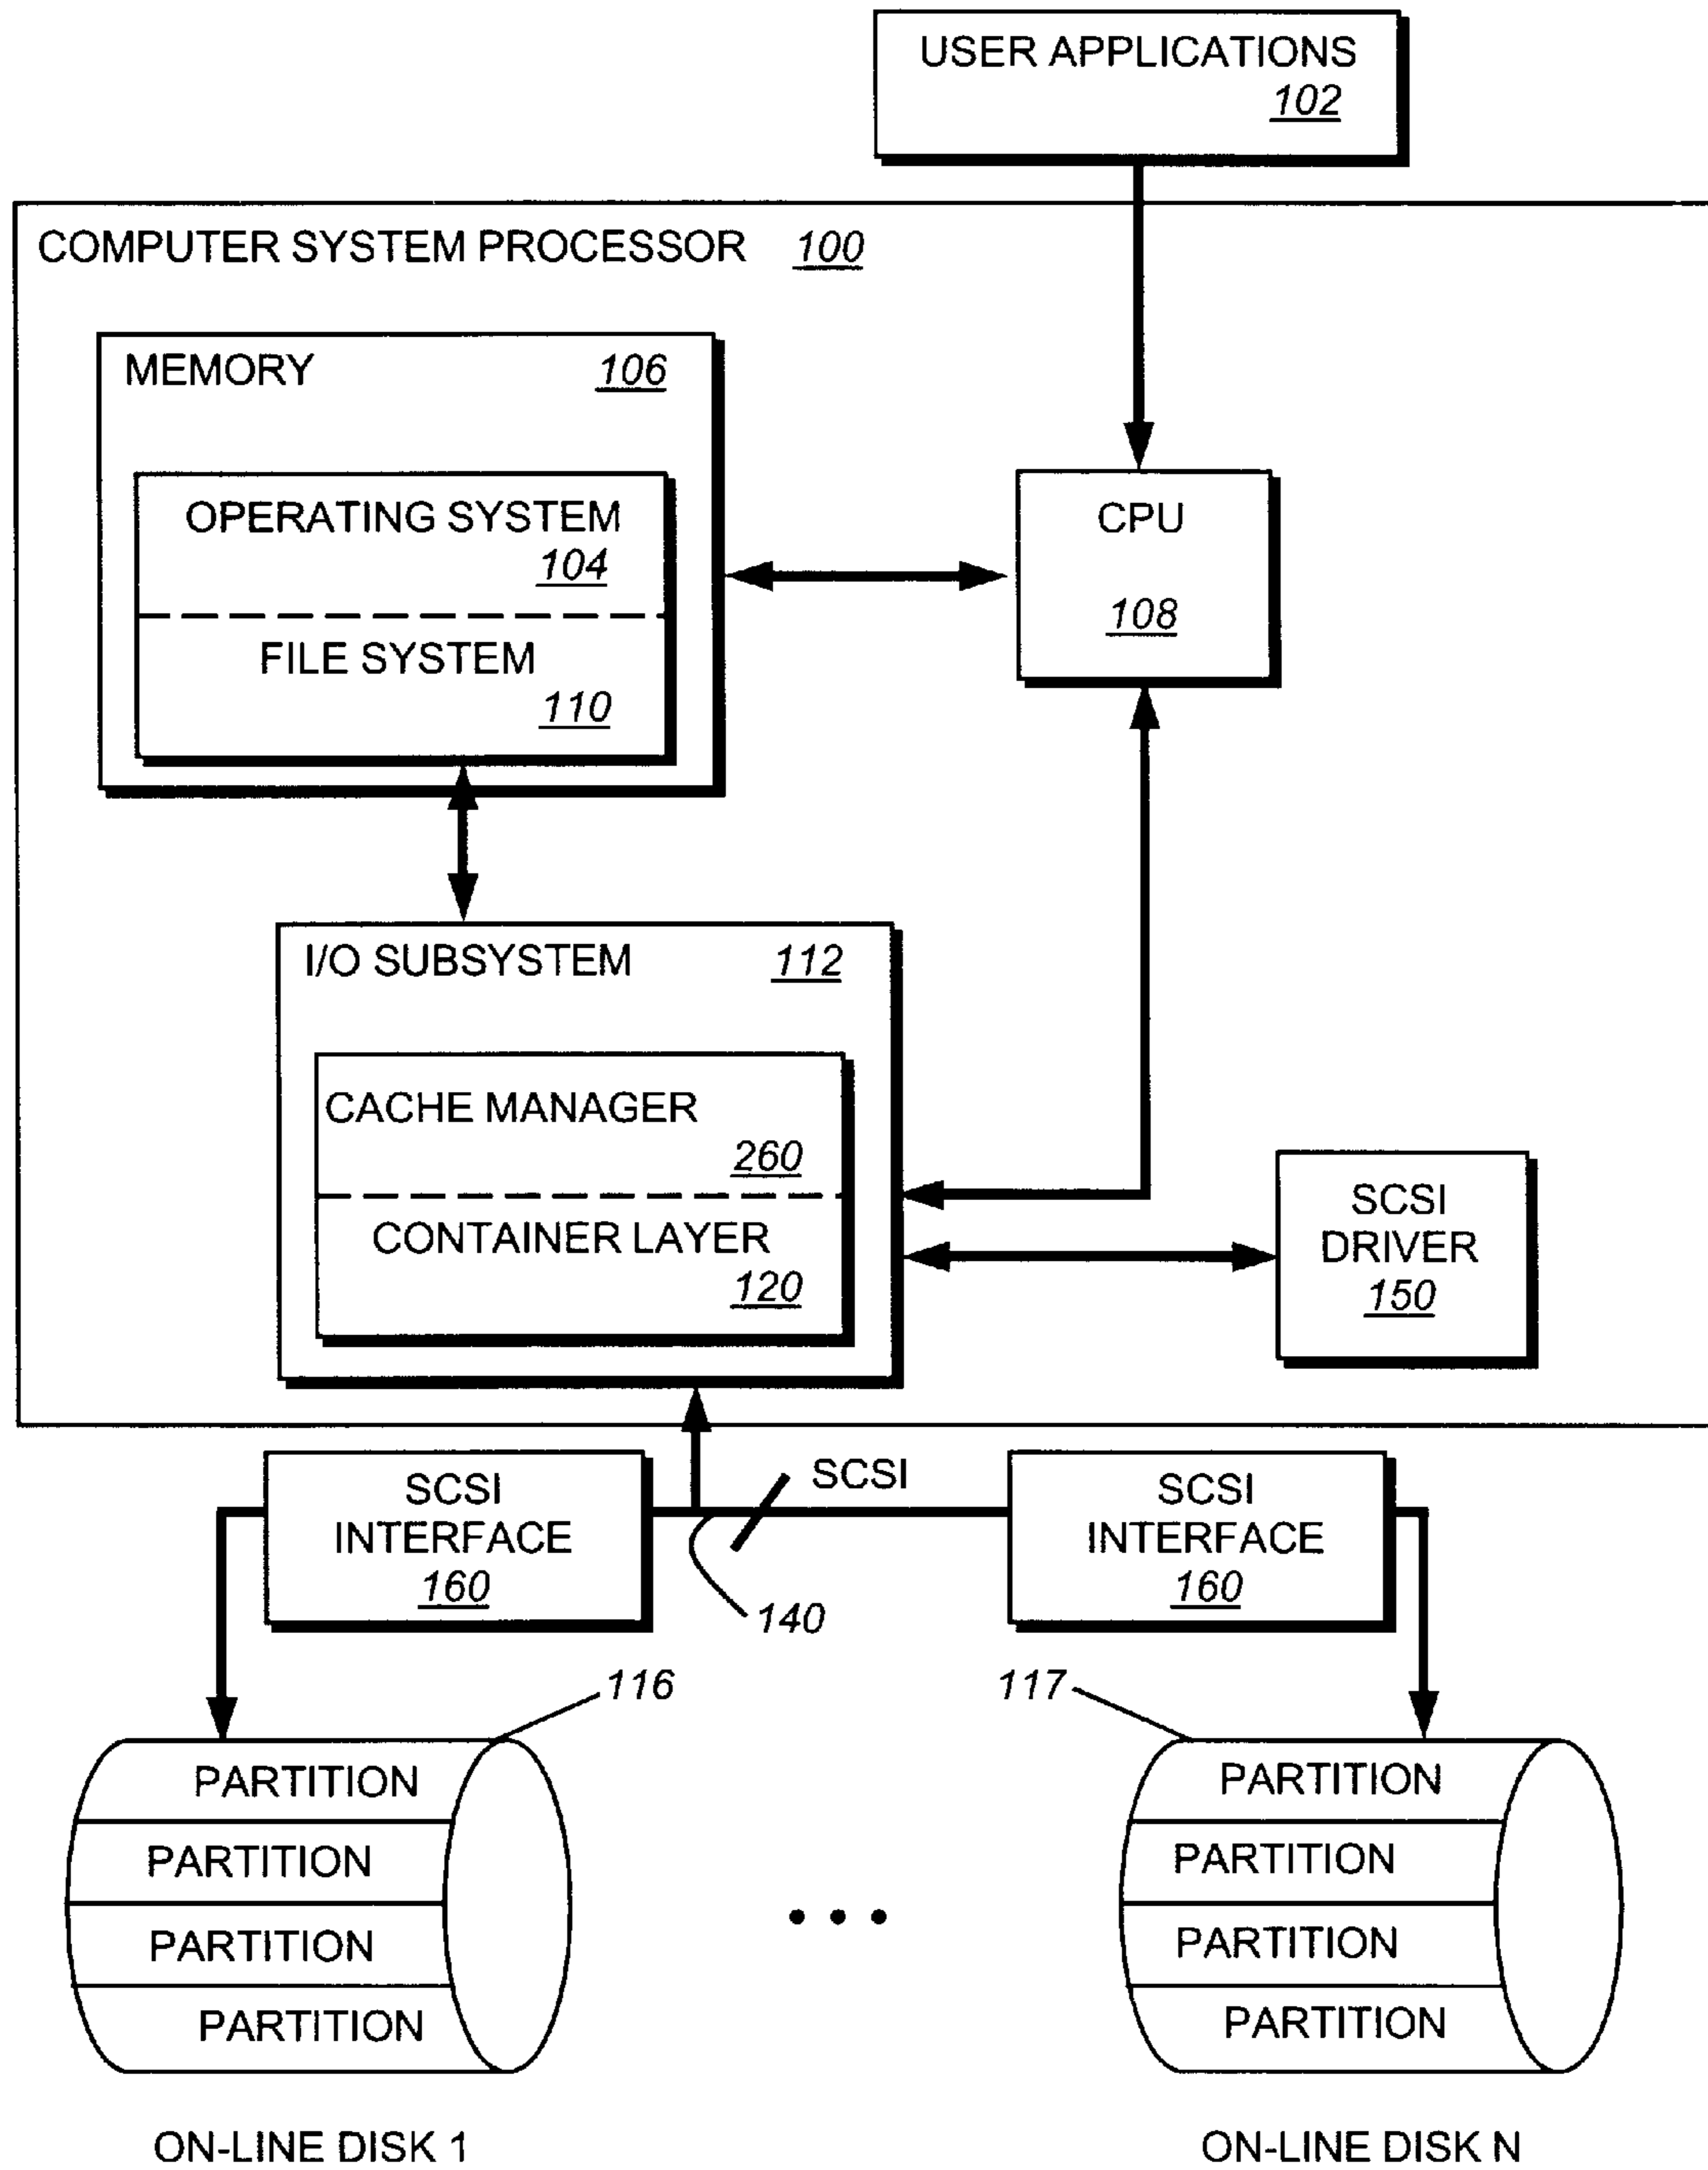 USER APPLICATIONS
102
COMPUTER SYSTEM PROCESSOR 100
MEMORY 106
OPERATING SYSTEM
104
FILE SYSTEM
110
CPU
108
I/O SUBSYSTEM 112
CACHE MANAGER
260
CONTAINER LAYER
120
SCSI
DRIVER
150
SCSI
INTERFACE
160
SCSI
140
SCSI
INTERFACE
160
116
117
PARTITION
PARTITION
PARTITION
PARTITION
PARTITION
PARTITION
PARTITION
PARTITION
ON-LINE DISK 1
ON-LINE DISK N